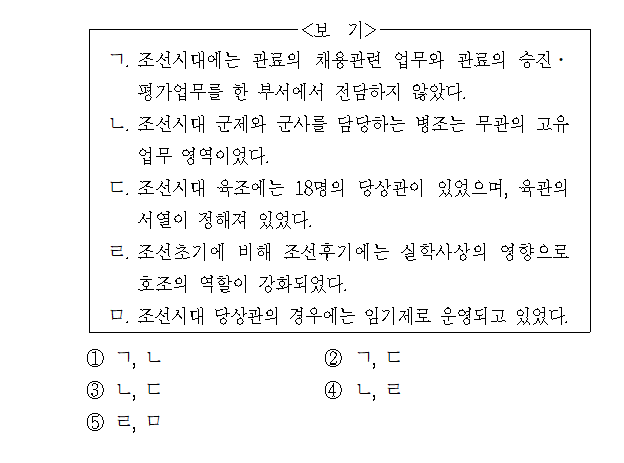 <보 기>
ㄱ. 조선시대에는 관료의 채용관련 업무와 관료의 승진·
평가업무를 한 부서에서 전담하지 않았다.
ㄴ. 조선시대 군제와 군사를 담당하는 병조는 무관의 고유
업무 영역이었다.
ㄷ. 조선시대 육조에는 18명의 당상관이 있었으며, 육관의
서열이 정해져 있었다.
ㄹ. 조선초기에 비해 조선후기에는 실학사상의 영향으로
호조의 역할이 강화되었다.
ㅁ. 조선시대 당상관의 경우에는 임기제로 운영되고 있었다.
① ㄱ, ㄴ ② ㄱ, ㄷ
③ ㄴ, ㄷ ④ ㄴ, ㄹ
⑤ ㄹ, ㅁ